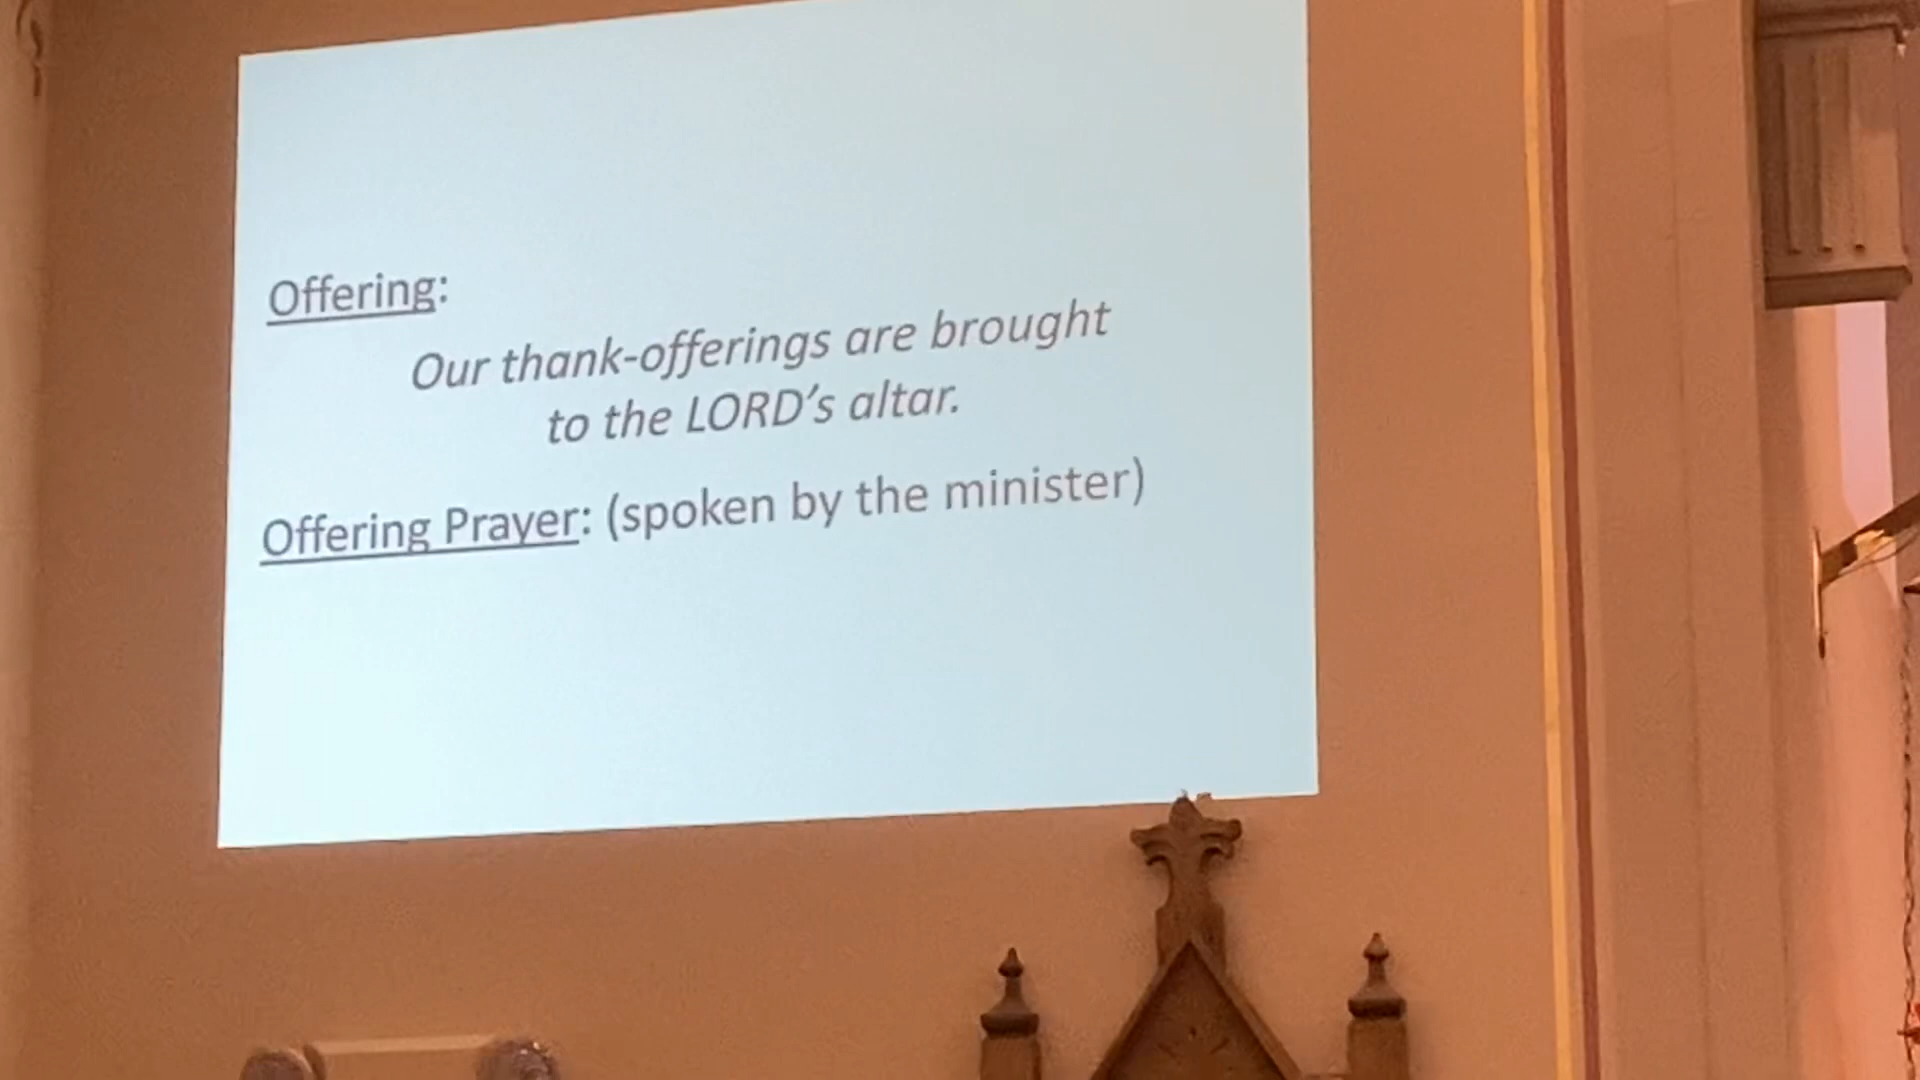 Offering:
Our thank-offerings are brought
to the LORD’s altar.
Offering Prayer: (spoken by the minister)